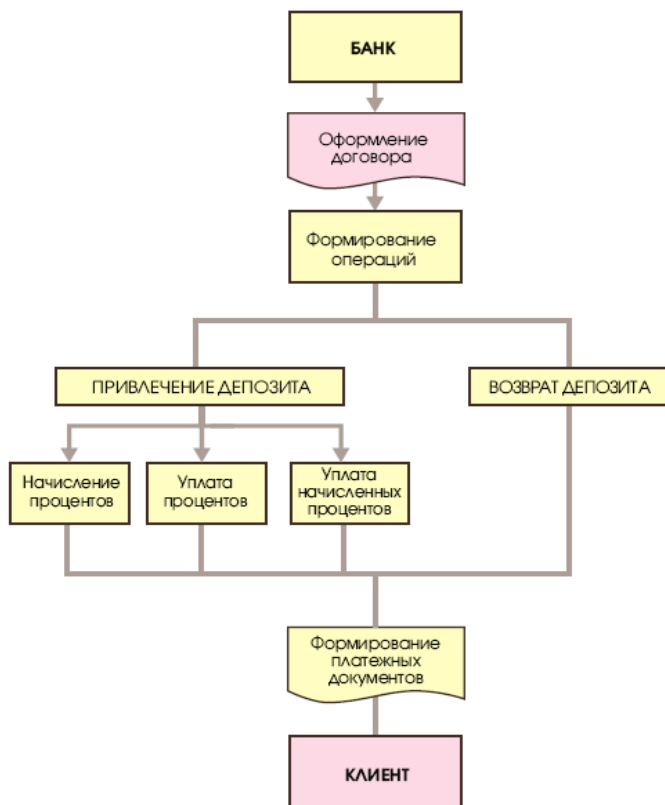 БАНК
Оформление
договора
Формирование
операций
ПРИВЛЕЧЕНИЕ ДЕПОЗИТА
ВОЗВРАТ ДЕПОЗИТА
Начисление
процентов
Уплата
процентов
Уплата
начисленных
процентов
Формирование
платежных
документов
КЛИЕНТ